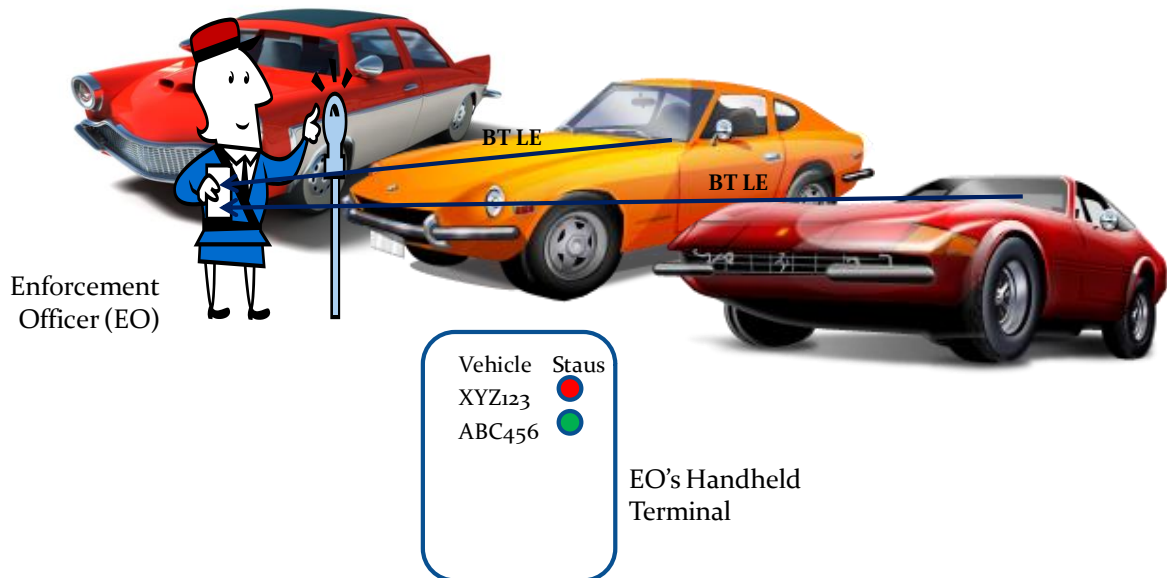 BT LE
BT LE
Enforcement
Officer (EO)
Vehicle Staus
XYZ123
ABC456
EO's Handheld
Terminal